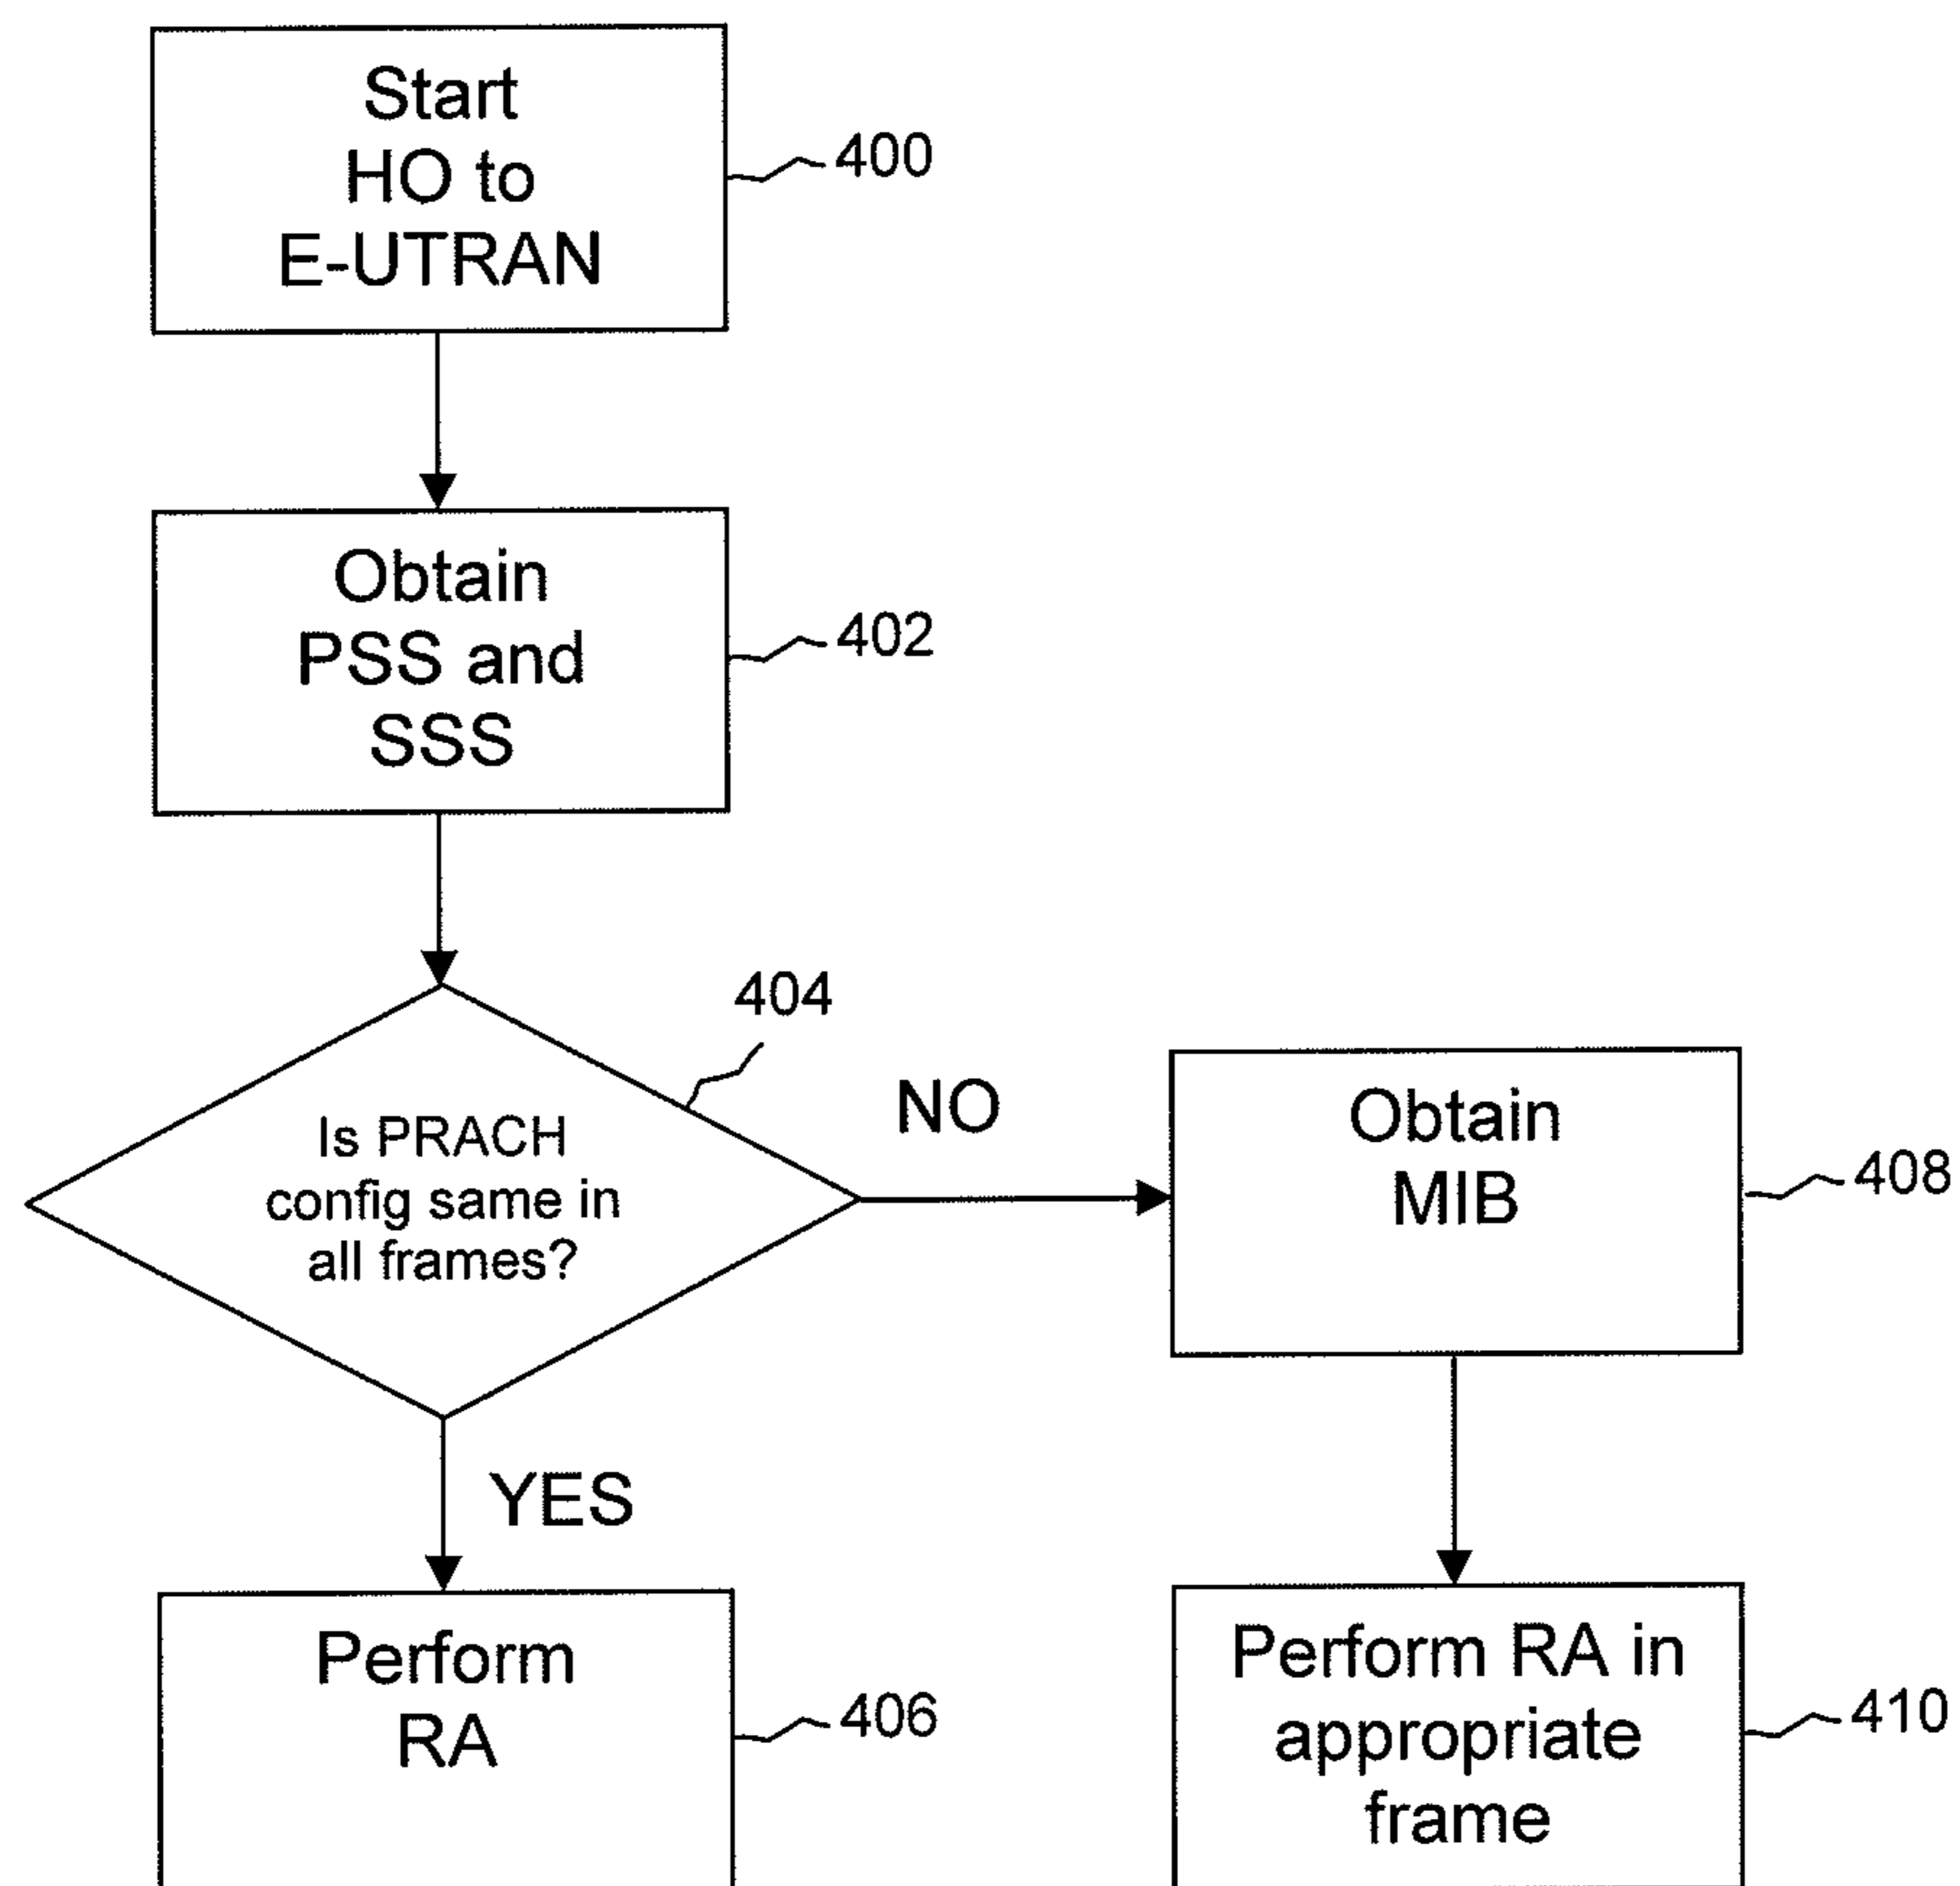 Start
HO to
E-UTRAN
400
Obtain
PSS and
SSS
402
404
Is PRACH
config same in
all frames?
NO
Obtain
MIB
408
YES
Perform
RA
406
Perform RA in
appropriate
frame
410